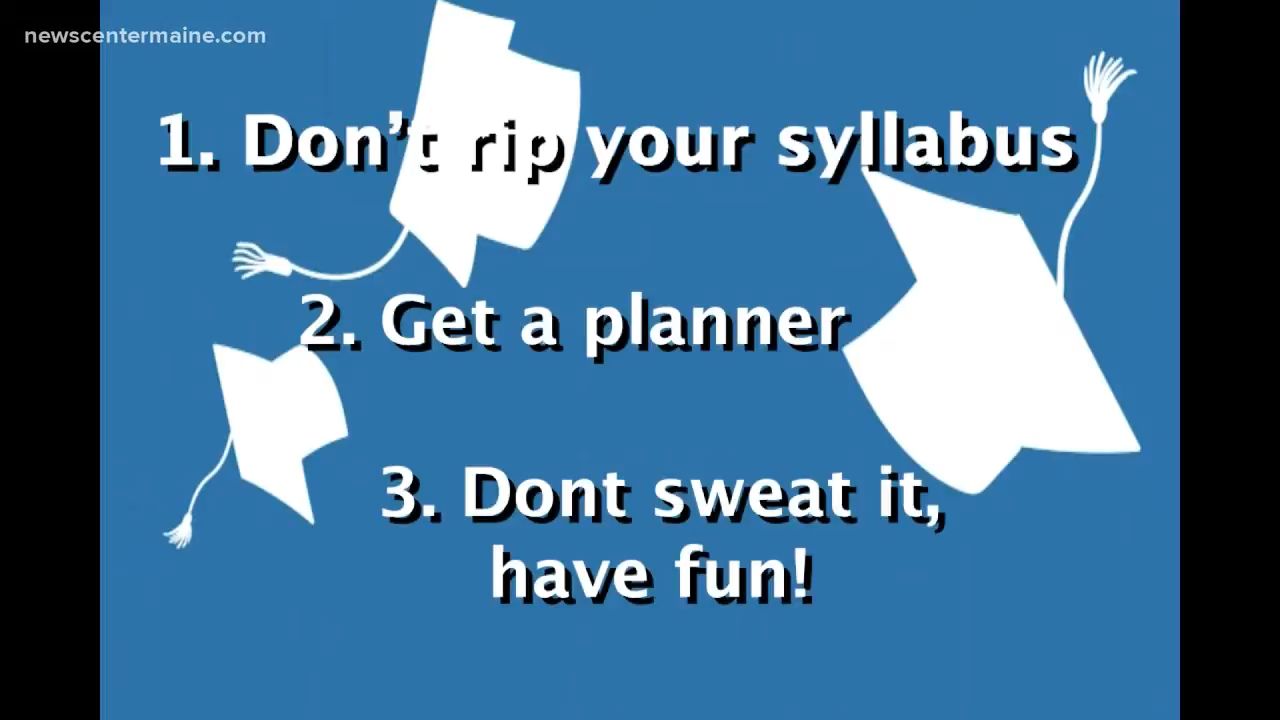 newscentermaine.com
1. Don't rip your syllabus
2. Get a planner
3. Dont sweat it,
have fun!